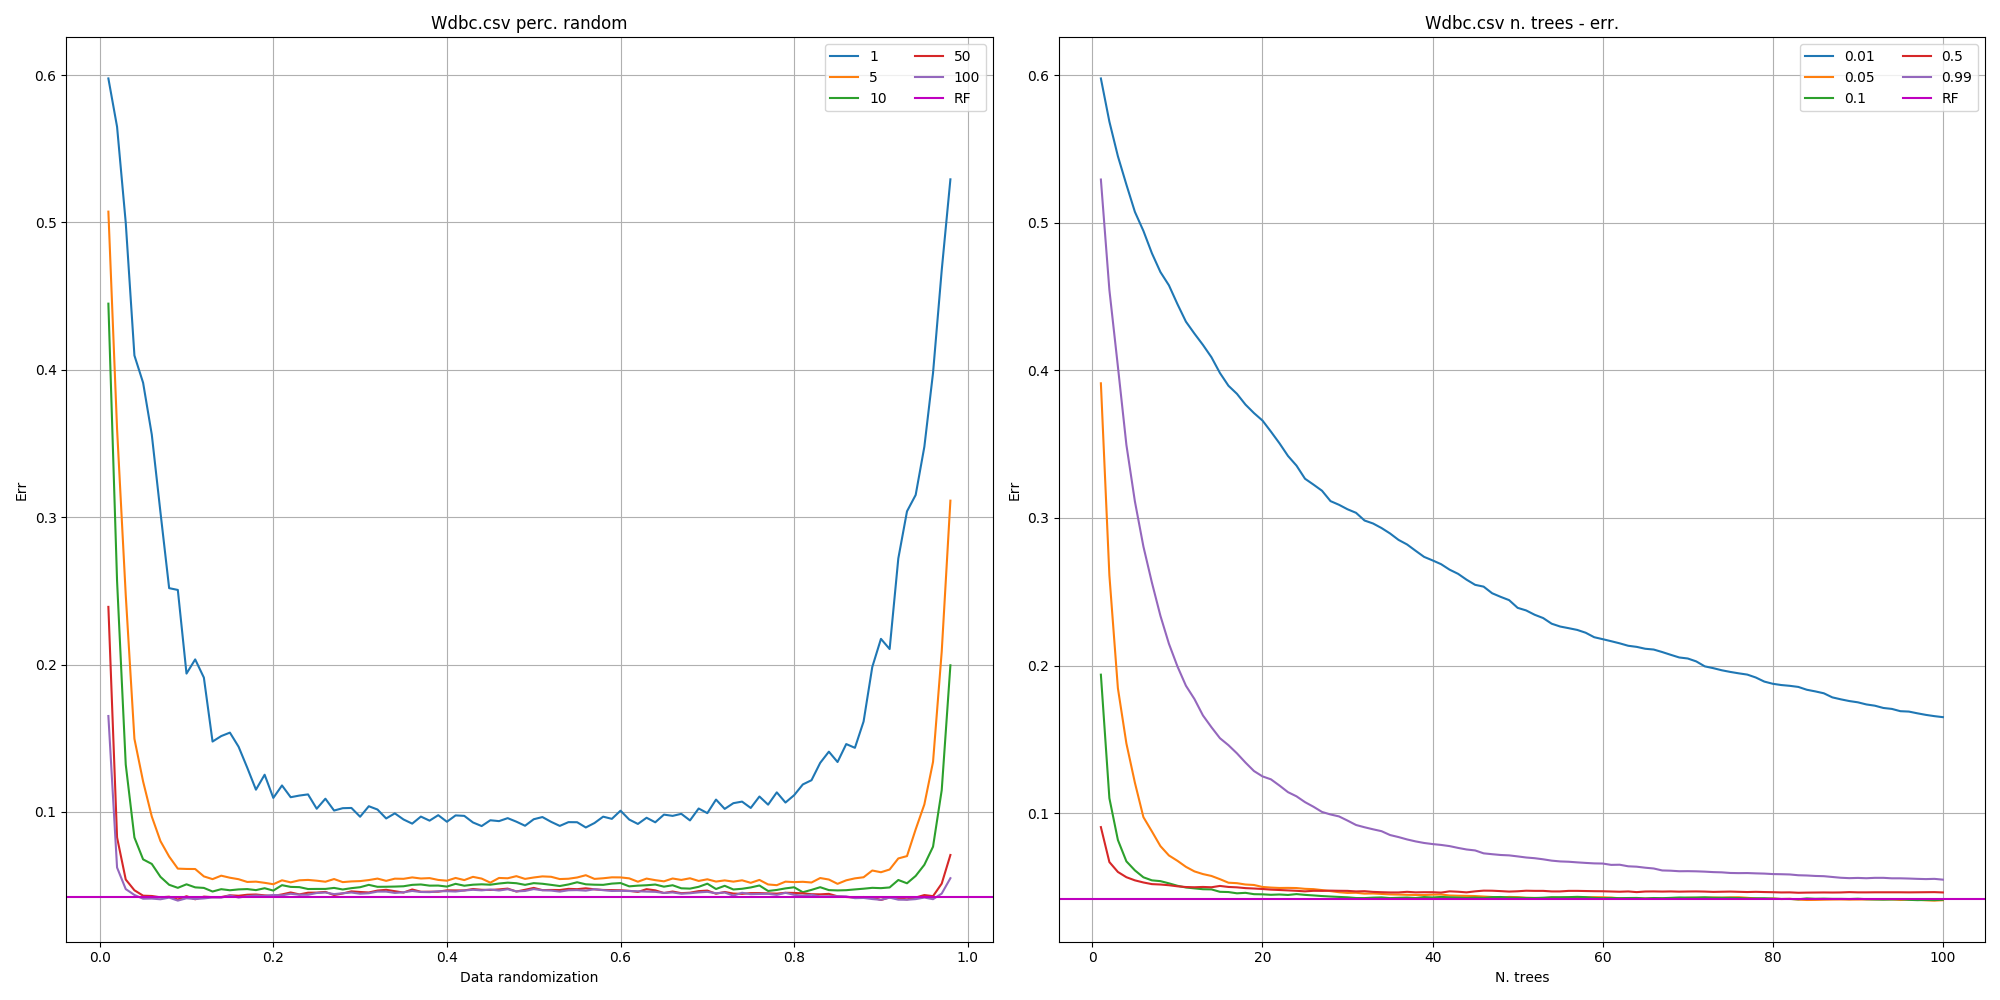 Wdbc.csv perc. random
1 50
5 100
10 RF
0.6
0.5
0.4
0.3
0.2
0.1
Err
0.0 0.2 0.4 0.6 0.8 1.0
Data randomization
Wdbc.csv n. trees - err.
0.01 0.5
0.05 0.99
0.1 RF
0.6
0.5
0.4
0.3
0.2
0.1
Err
0 20 40 60 80 100
N. trees